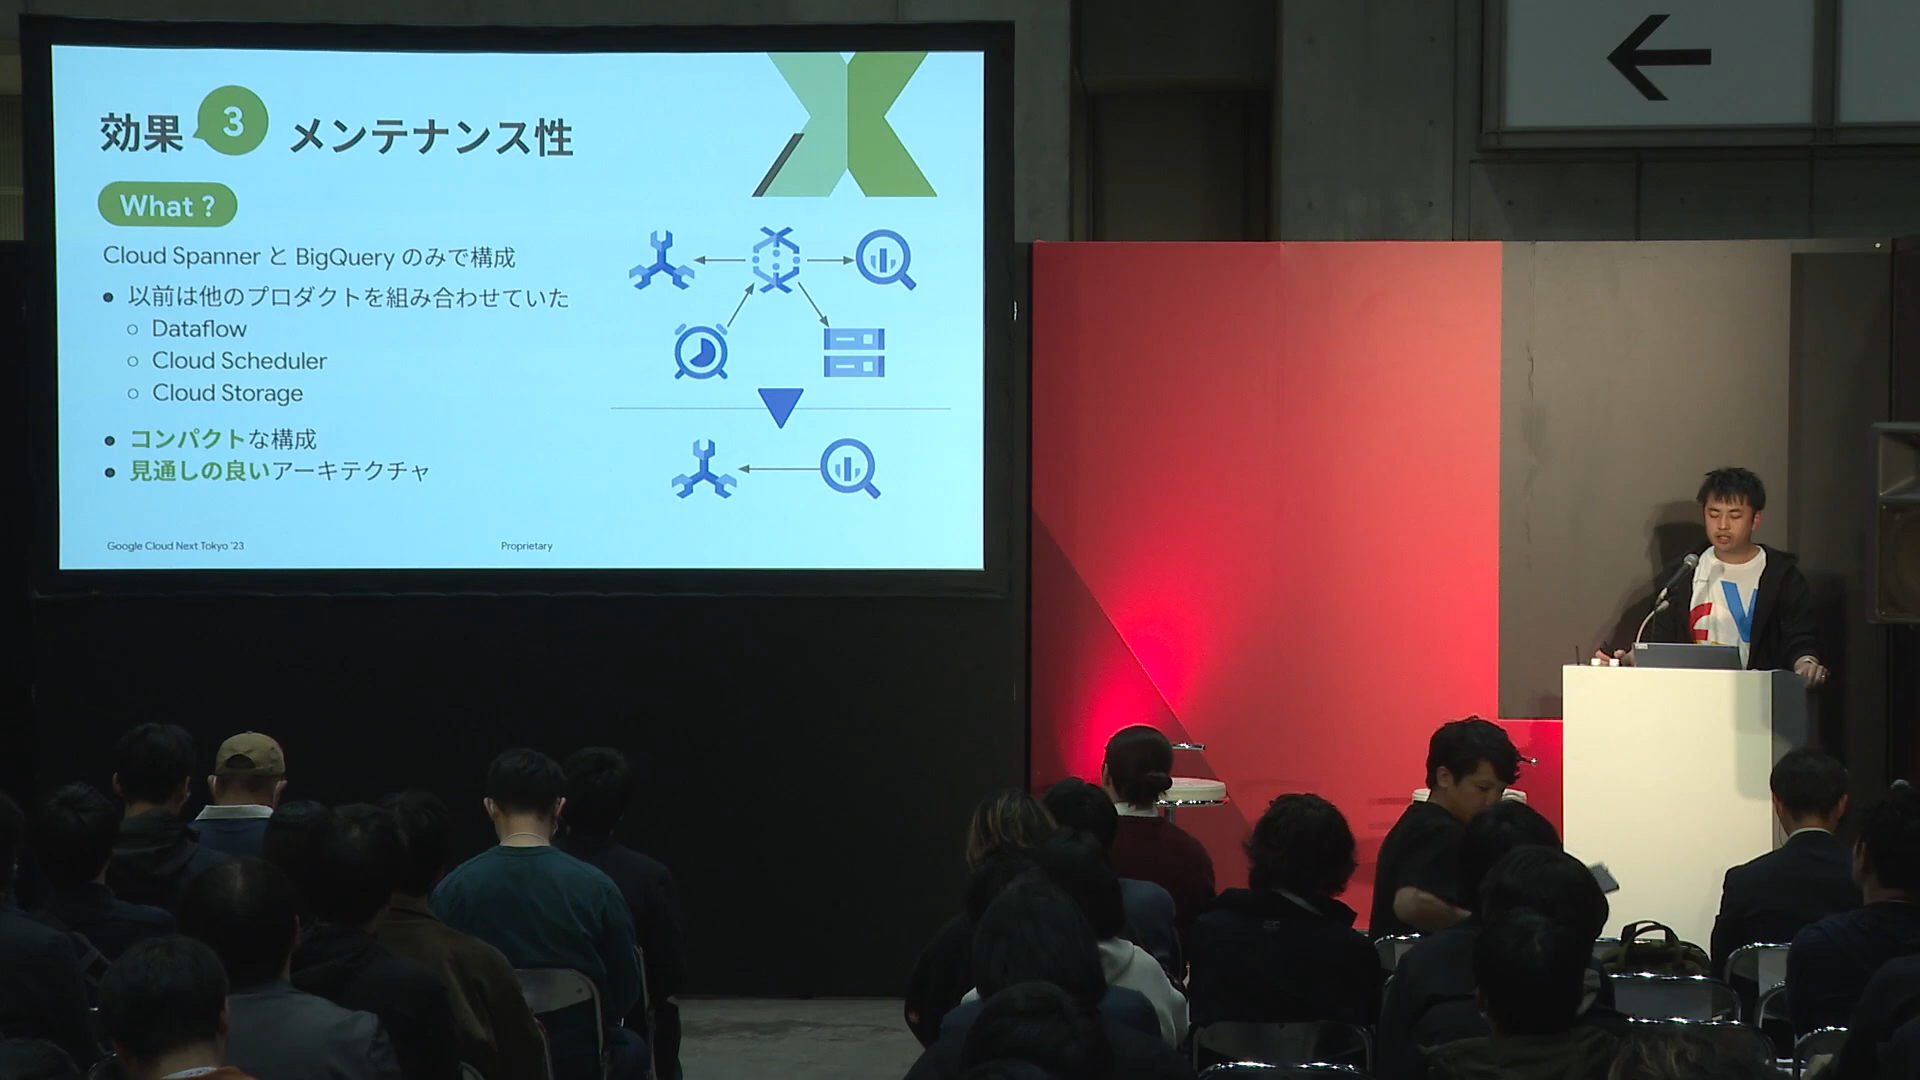 効果 3 メンテナンス性
What ?
Cloud Spanner と BigQuery のみで構成
● 以前は他のプロダクトを組み合わせていた
○ Dataflow
○ Cloud Scheduler
○ Cloud Storage
● コンパクトな構成
● 見通しの良いアーキテクチャ
Google Cloud Next Tokyo '23
Proprietary